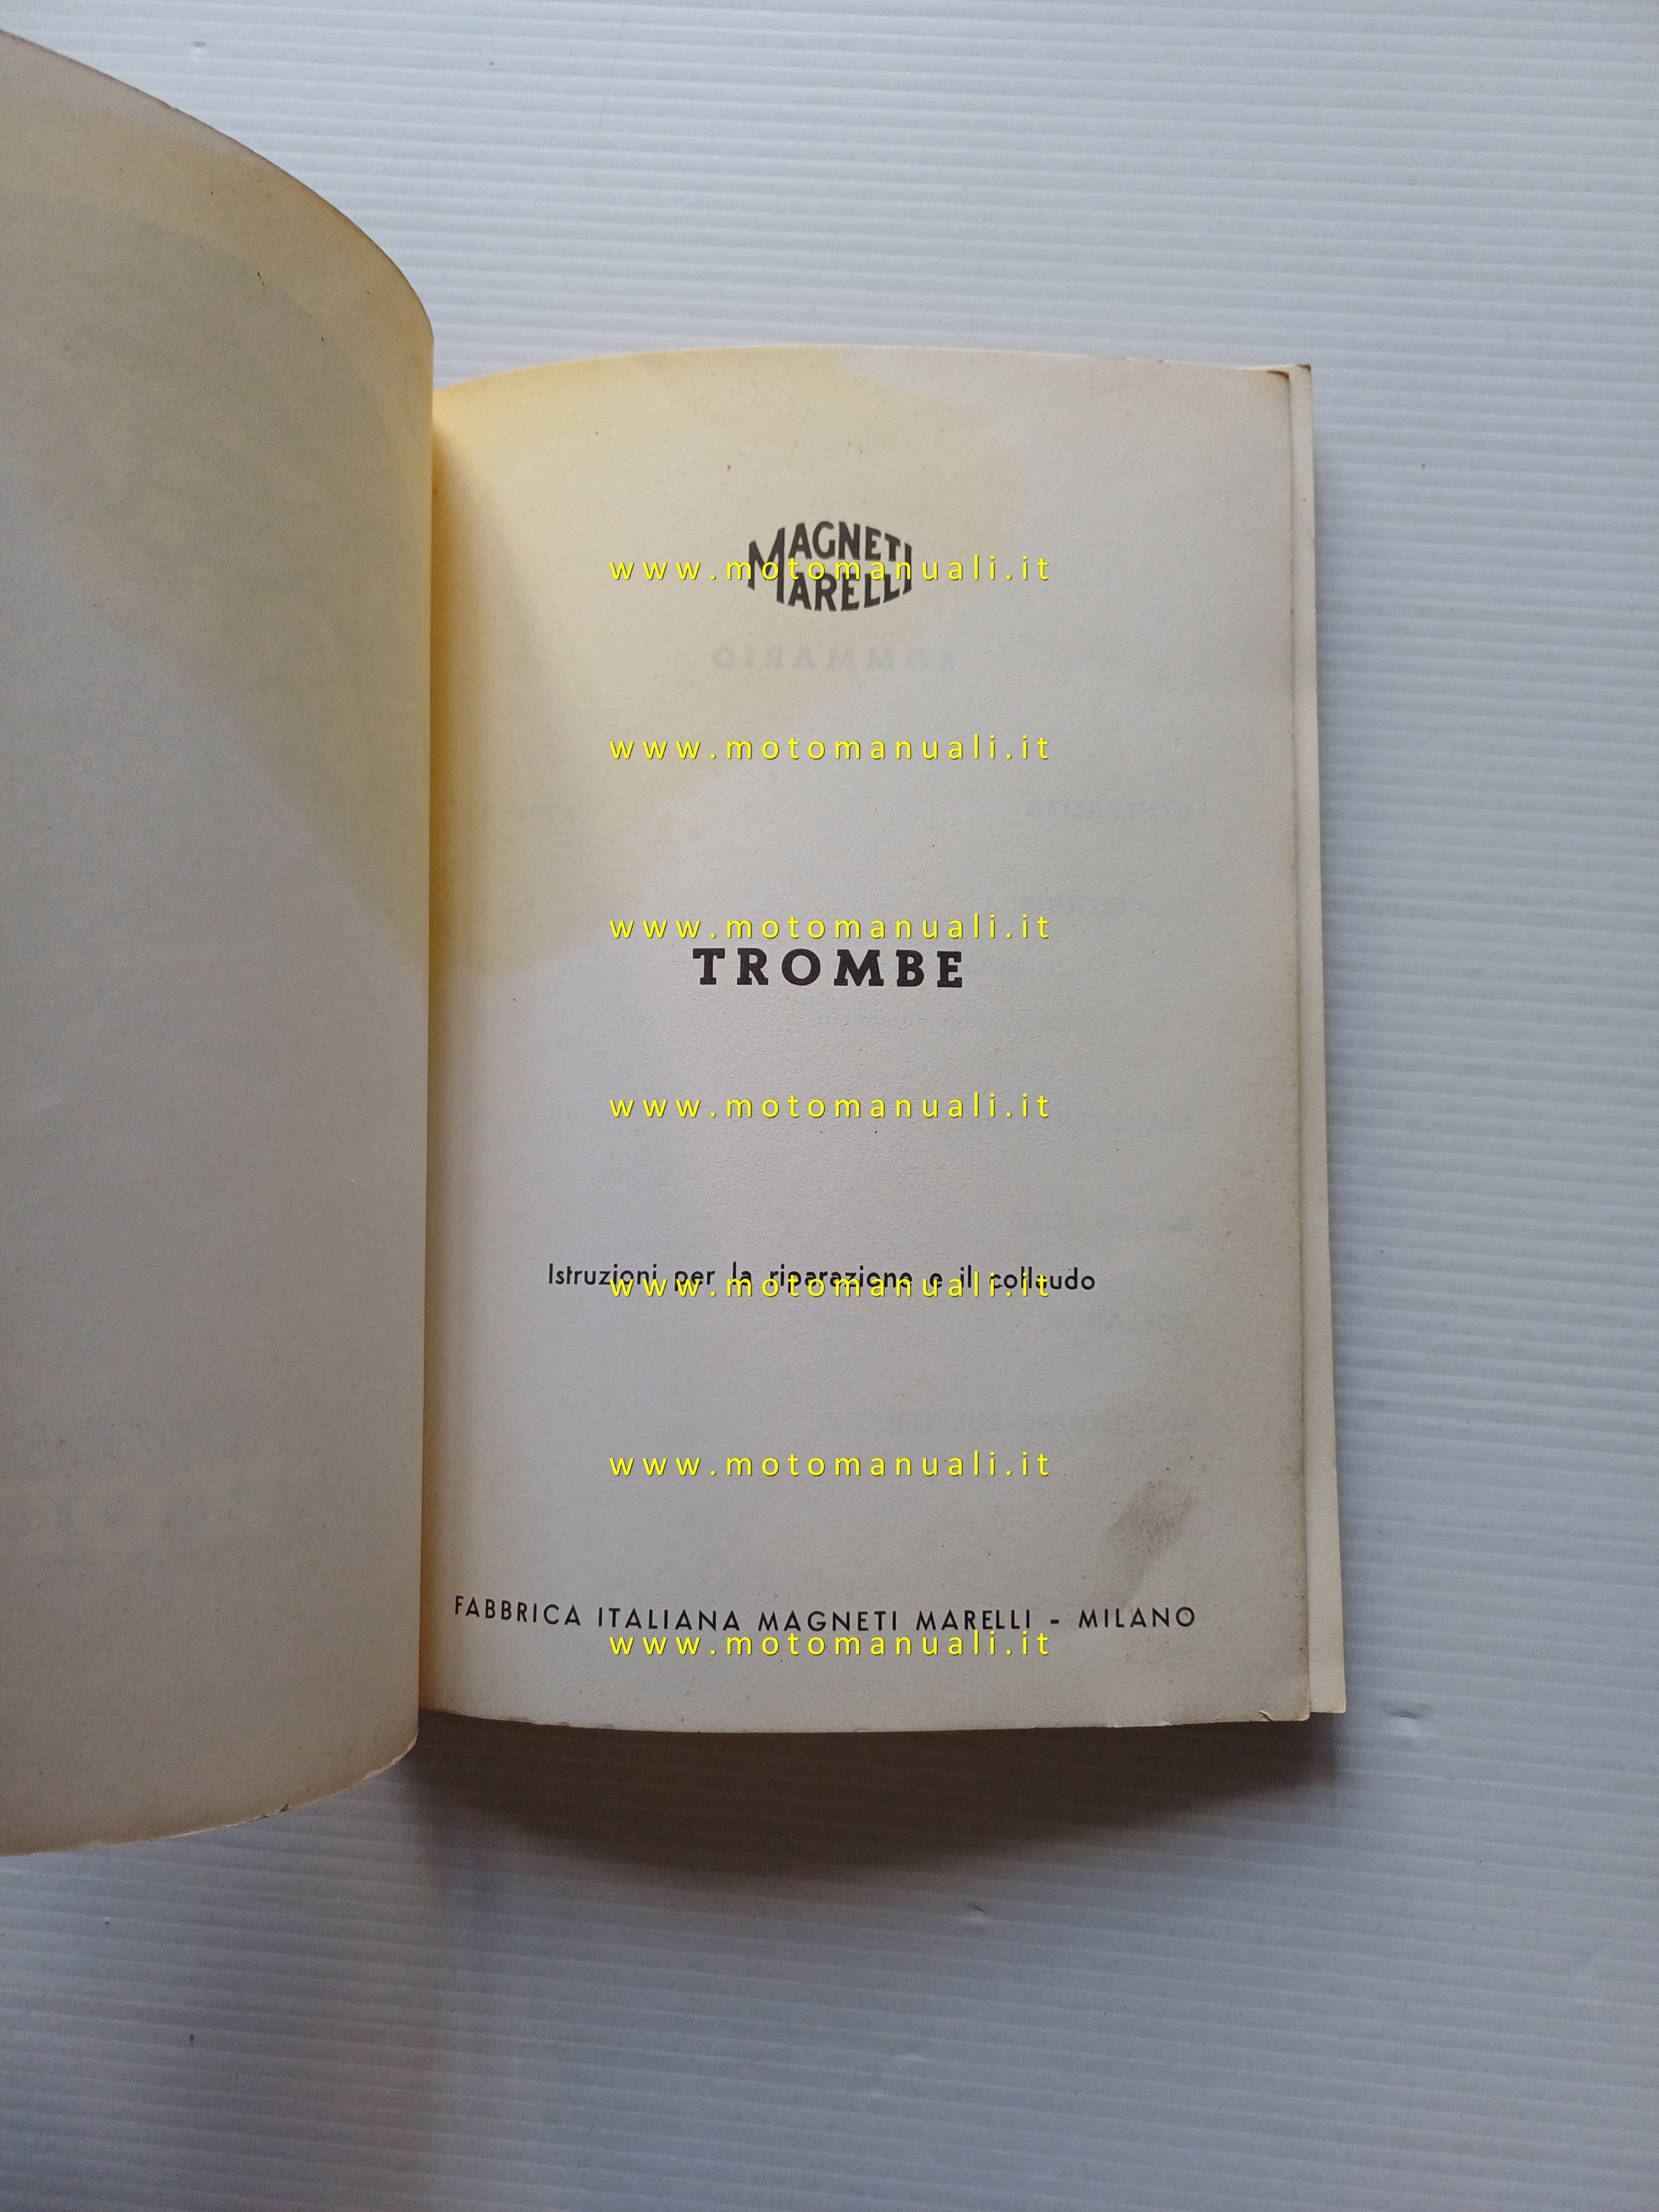 MAGNETI
MARELLI
www.motomanuali.it
SOMMARIO
www.motomanuali.it
www.motomanuali.it
TROMBE
www.motomanuali.it
Istruzioni per la riparazione e il collaudo
www.motomanuali.it
www.motomanuali.it
FABBRICA ITALIANA MAGNETI MARELLI - MILANO
www.motomanuali.it